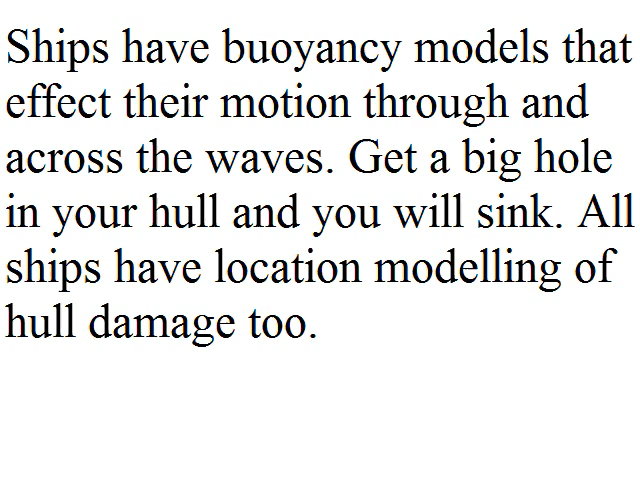 Ships have buoyancy models that
effect their motion through and
across the waves. Get a big hole
in your hull and you will sink. All
ships have location modelling of
hull damage too.